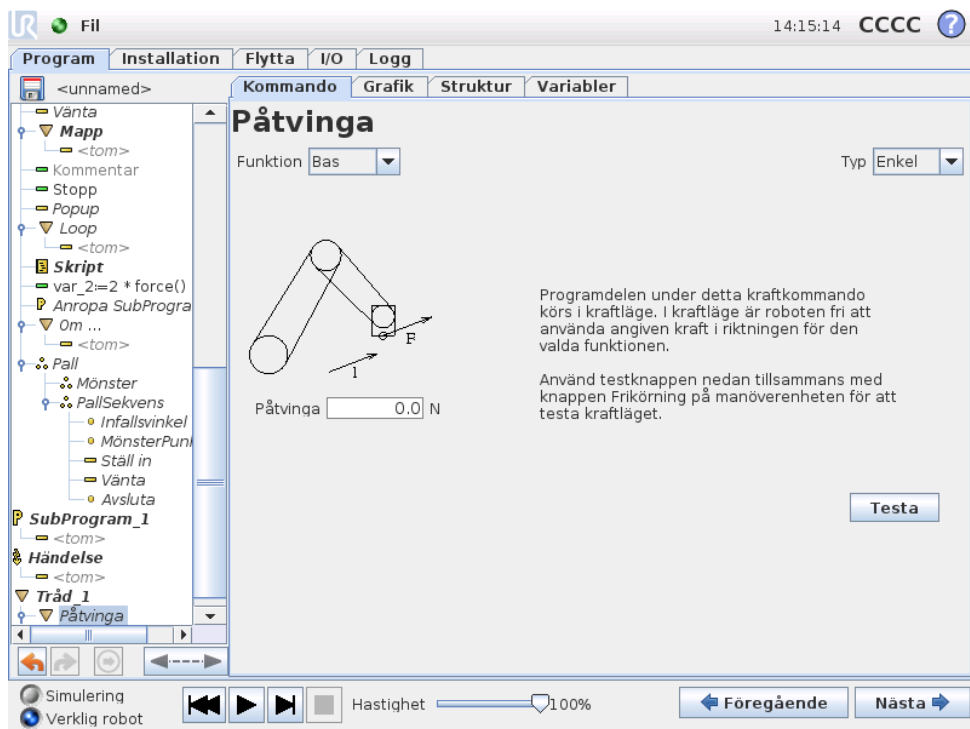 UR Fil 14:15:14 CCCC ?
Program Installation Flytta I/O Logg
<unnamed>
Vänta
Mapp
<tom>
Kommentar
Stopp
Popup
Loop
<tom>
Skript
var_2:=2 * force()
Anropa SubProgra
Om ...
<tom>
Pall
Mönster
PallSekvens
Infallsvinkel
MönsterPunk
Ställ in
Vänta
Avsluta
SubProgram_1
<tom>
Händelse
<tom>
Tråd_1
Påtvinga
Kommando Grafik Struktur Variabler
Påtvinga
Funktion Bas Typ Enkel
F
1
Påtvinga 0.0 N
Programdelen under detta kraftkommando
körs i kraftläge. I kraftläge är roboten fri att
använda angiven kraft i riktningen för den
valda funktionen.
Använd testknappen nedan tillsammans med
knappen Frikörning på manöverenheten för att
testa kraftläget.
Testa
Simulering
Verklig robot
Hastighet 100%
Föregående Nästa